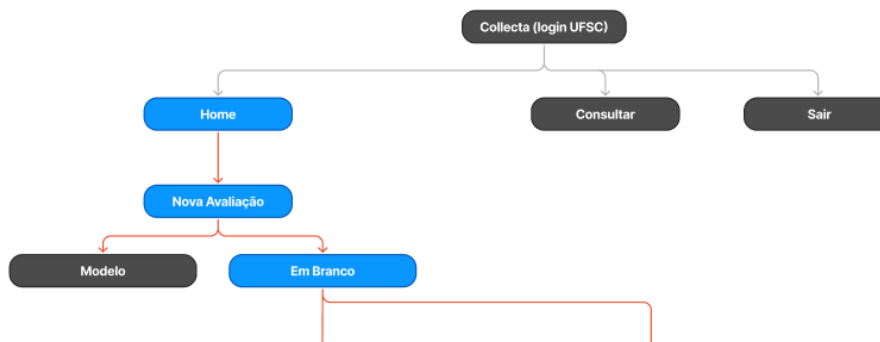 Collecta (login UFSC)
Home
Consultar
Sair
Nova Avaliação
Modelo
Em Branco